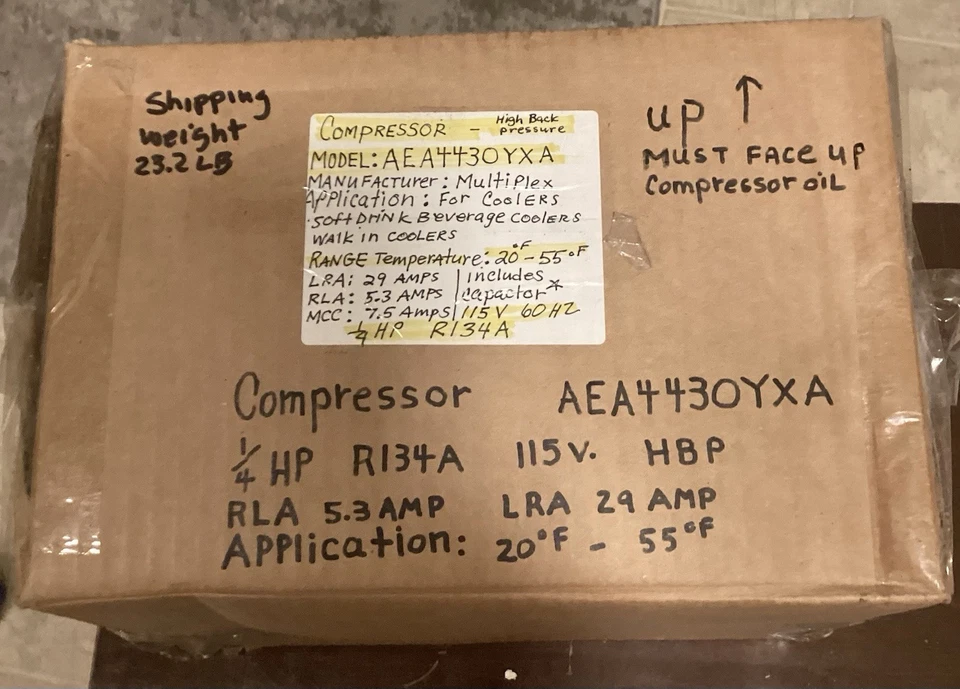 Shipping
weight
23.2 LB
COMPRESSOR - High Back
pressure
MODEL: AEA4430YXA
MANUFACTURER: MultiPlex
Application: For CoolERS
SOFT DRINK Beverage COOLERS
WALK in COOLERS
RANGE Temperature: 20°F - 55°F
LRA: 29 AMPS | includes
RLA: 5.3 AMPS | capactor*
MCC: 7.5 Amps | 115V 60HZ
1/4 HP R134A
up ↑
MUST FACE up
Compressor oil
Compressor AEA4430YXA
1/4 HP R134A 115V. HBP
RLA 5.3 AMP LRA 29 AMP
Application: 20°F - 55°F